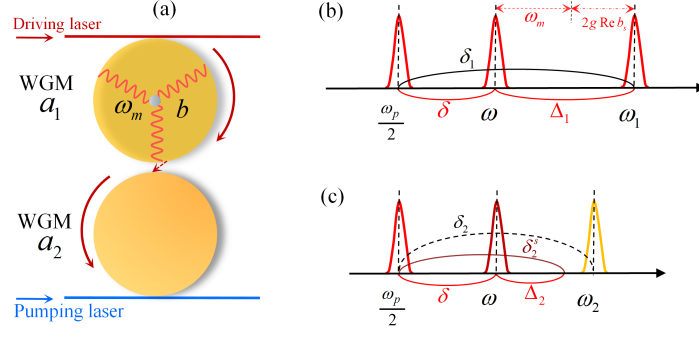 (a)
Driving laser
WGM
a₁
ωₘ
b
WGM
a₂
Pumping laser
(b)
ωₘ
2g Re bₛ
δ₁
δ
Δ₁
ωₚ/2
ω
ω₁
(c)
δ₂
δ₂ˢ
δ
Δ₂
ωₚ/2
ω
ω₂